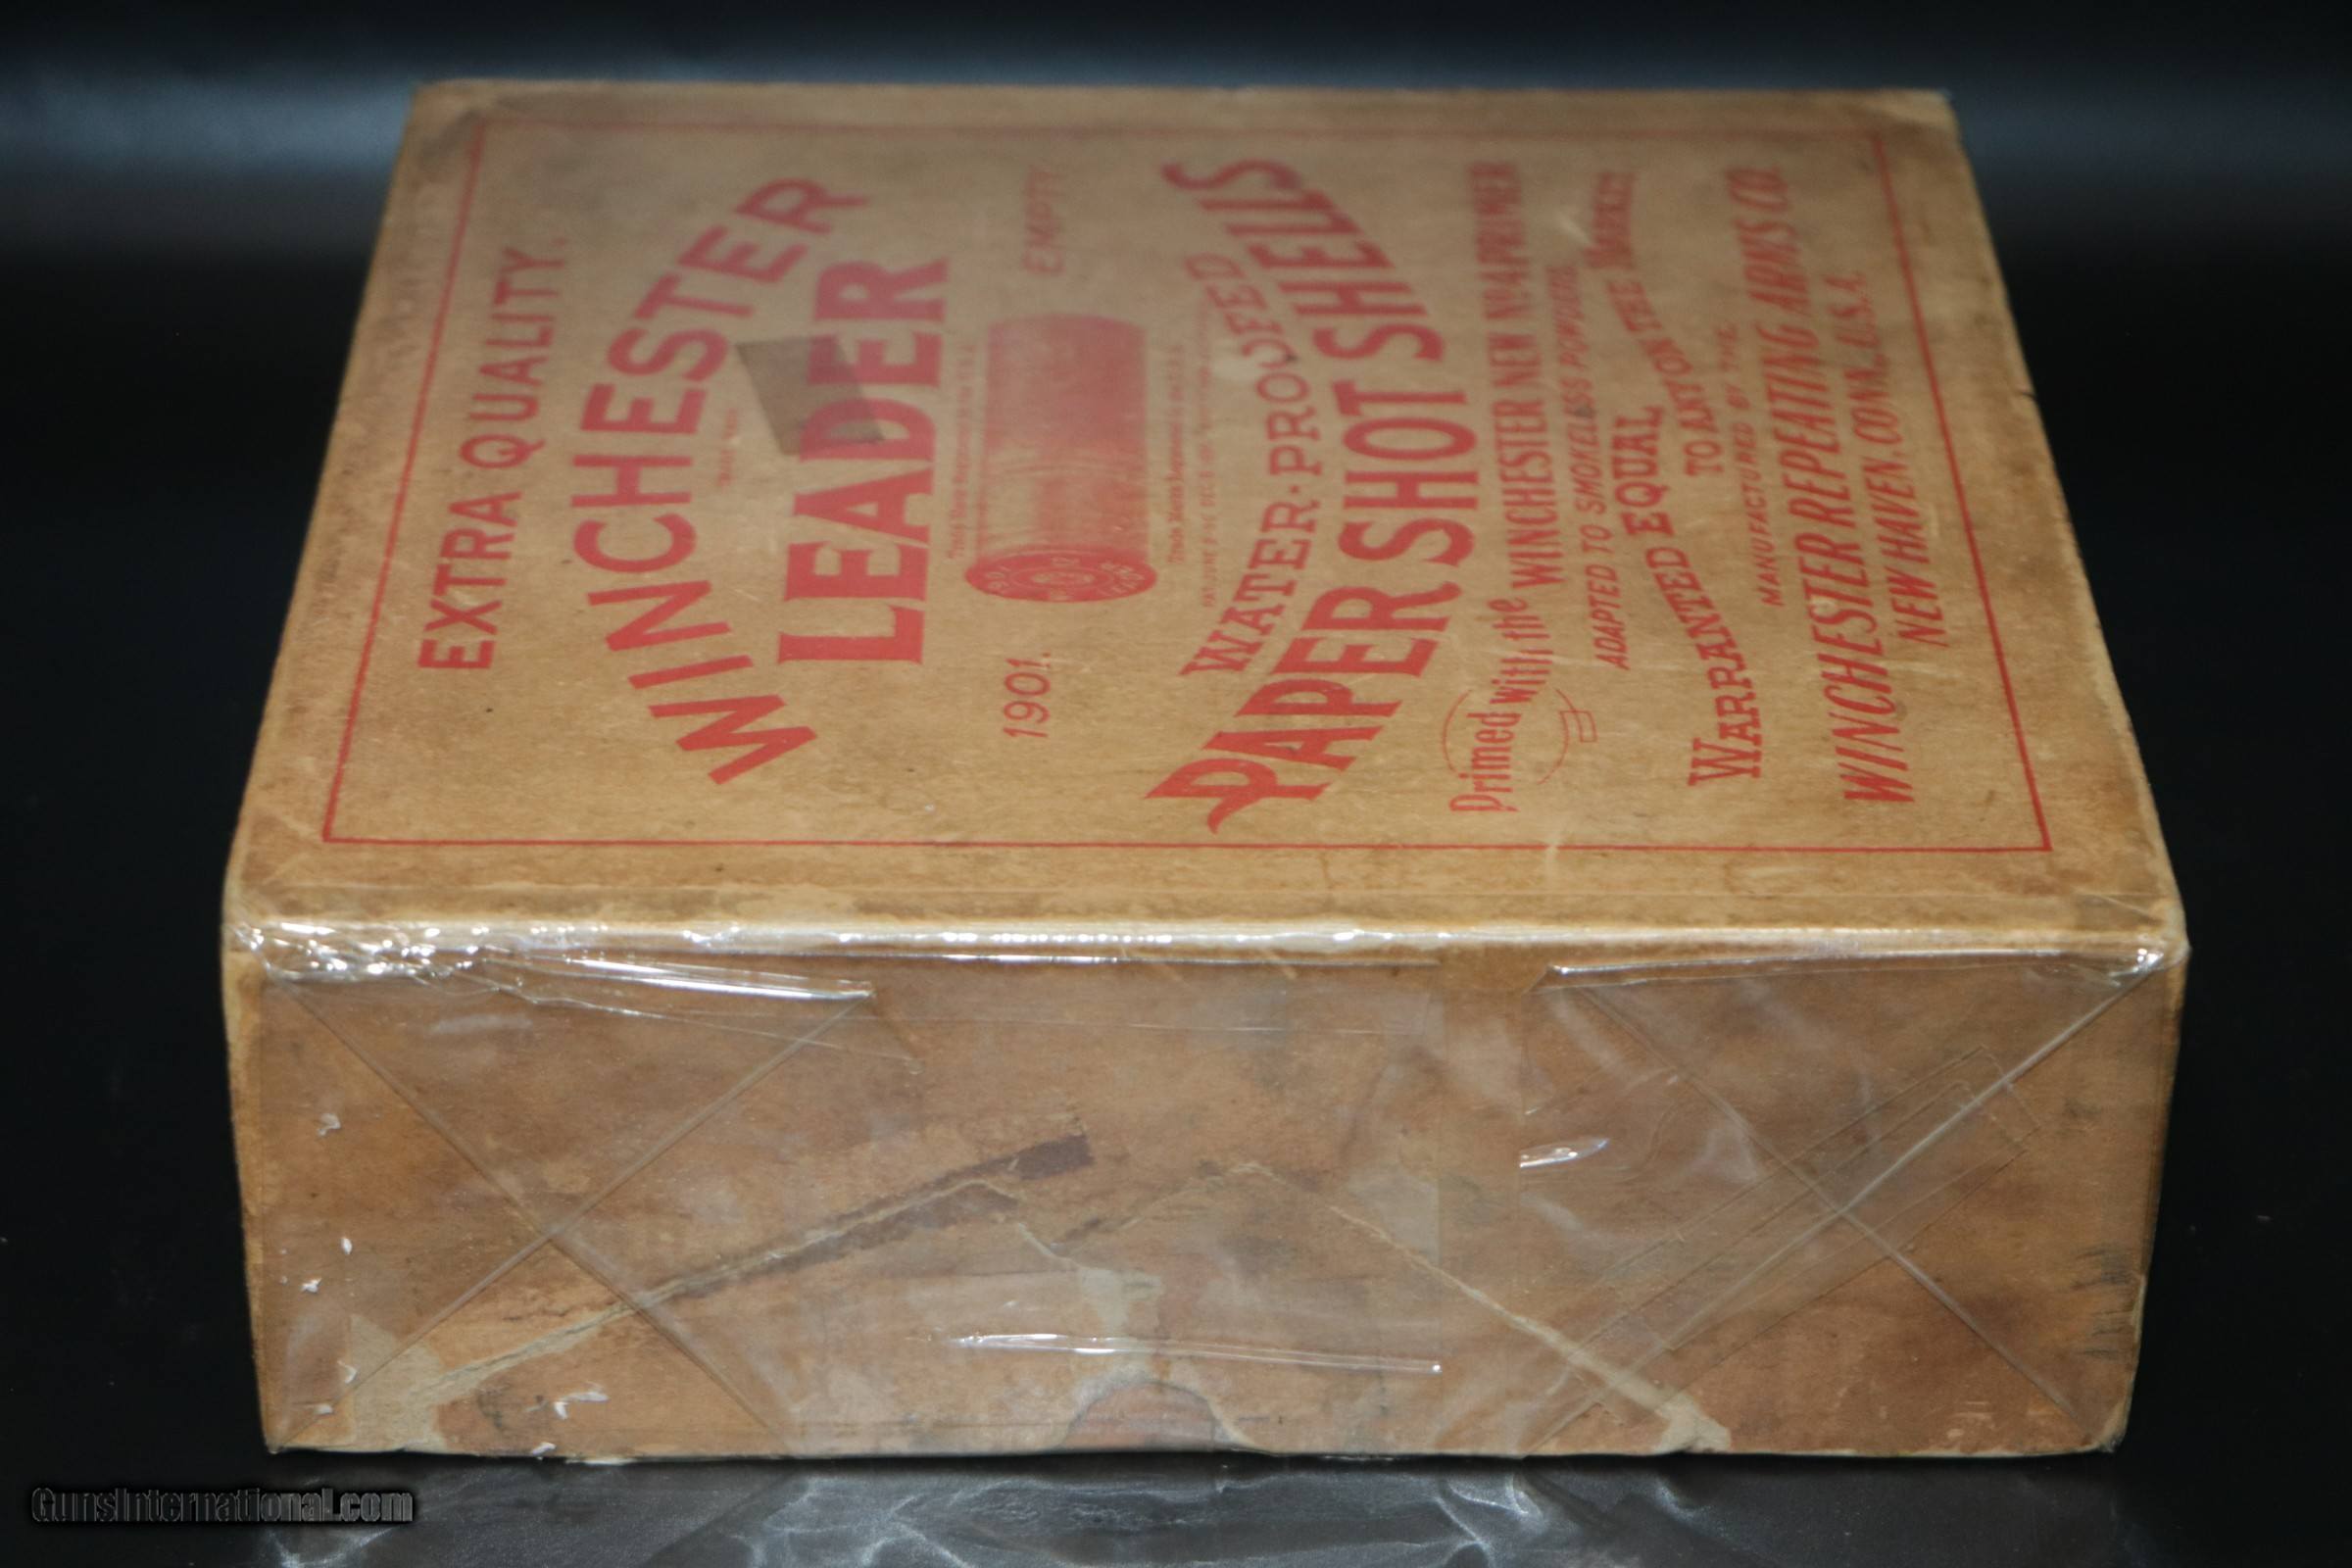 EXTRA QUALITY.
WINCHESTER
LEADER
1901. EMPTY
WATER-PROOFED
PAPER SHOT SHELLS
Primed with the WINCHESTER NEW No 4 PRIMER
ADAPTED TO SMOKELESS POWDERS.
WARRANTED EQUAL
TO ANY ON THE MARKET
MANUFACTURED BY THE
WINCHESTER REPEATING ARMS CO.
NEW HAVEN. CONN. U.S.A.
GunsInternational.com